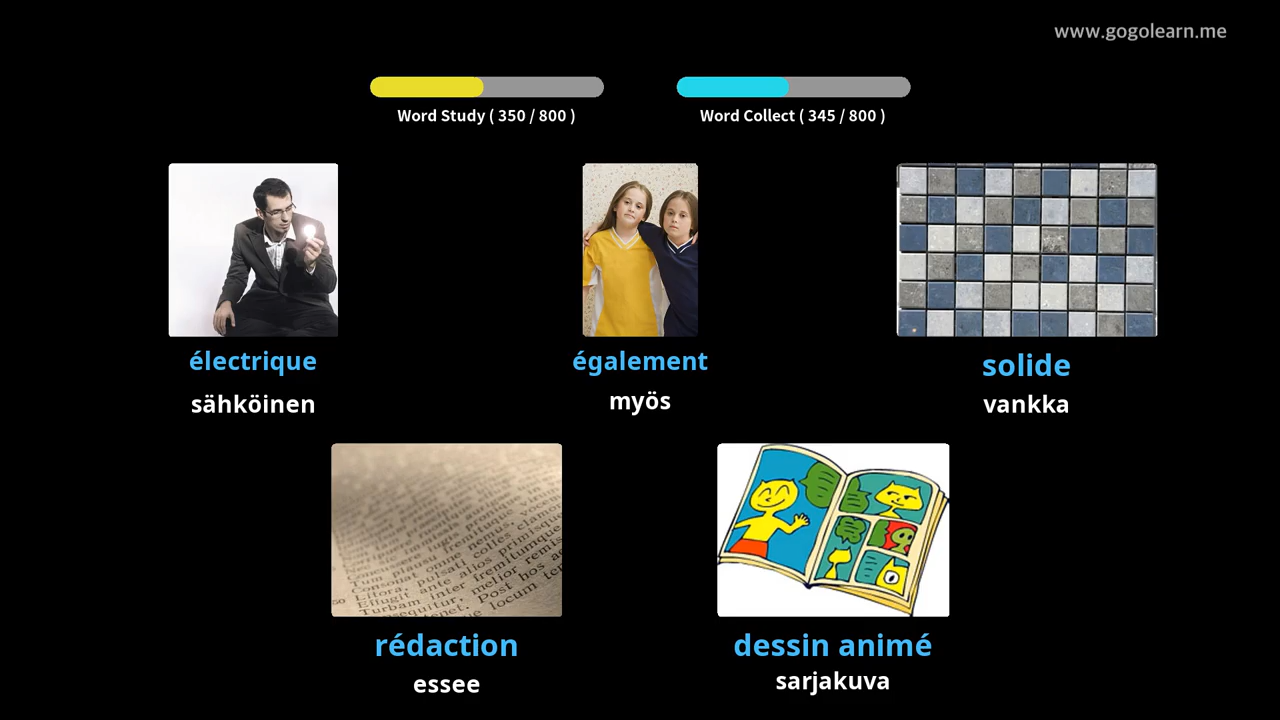 www.gogolearn.me
Word Study ( 350 / 800 )
Word Collect ( 345 / 800 )
électrique
également
solide
sähköinen
myös
vankka
rédaction
dessin animé
essee
sarjakuva